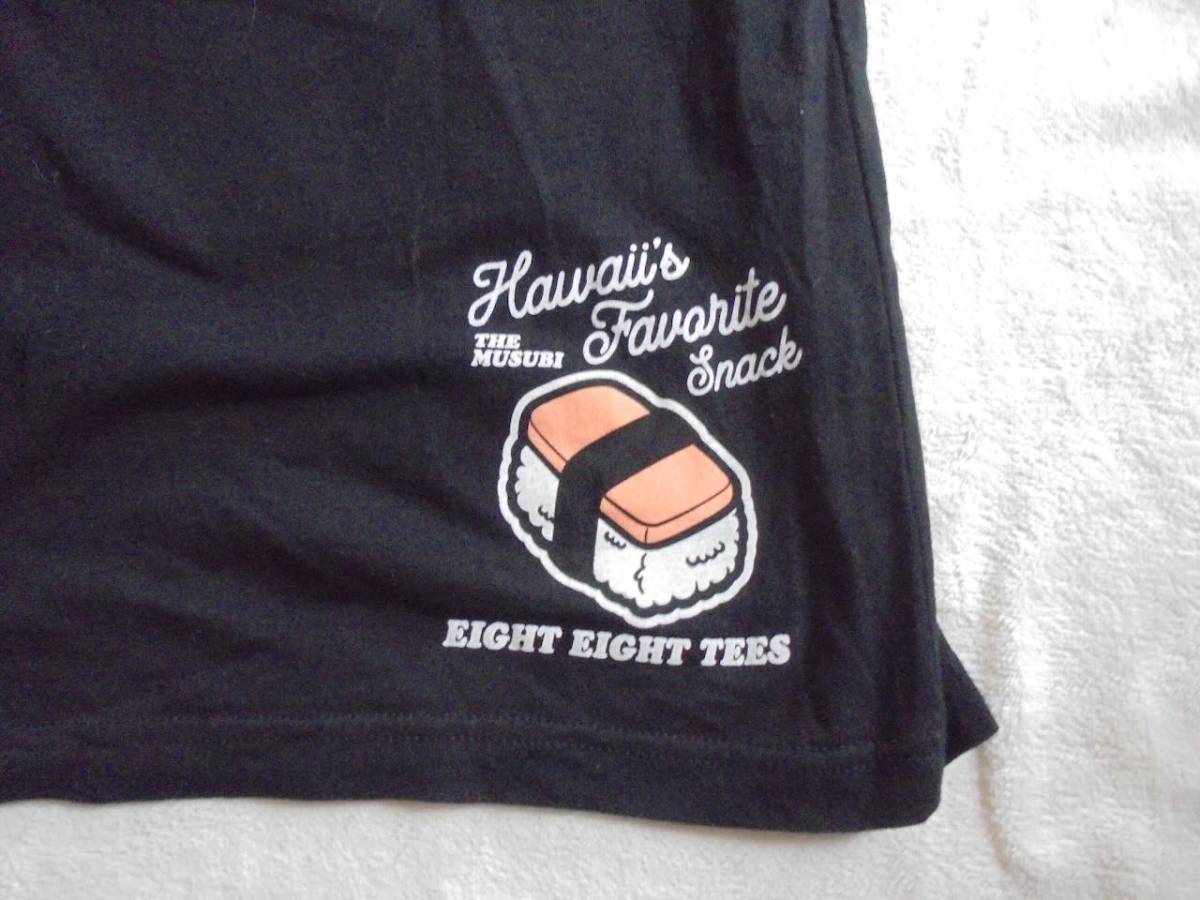 Hawaii's
Favorite
Snack
THE
MUSUBI
EIGHT EIGHT TEES